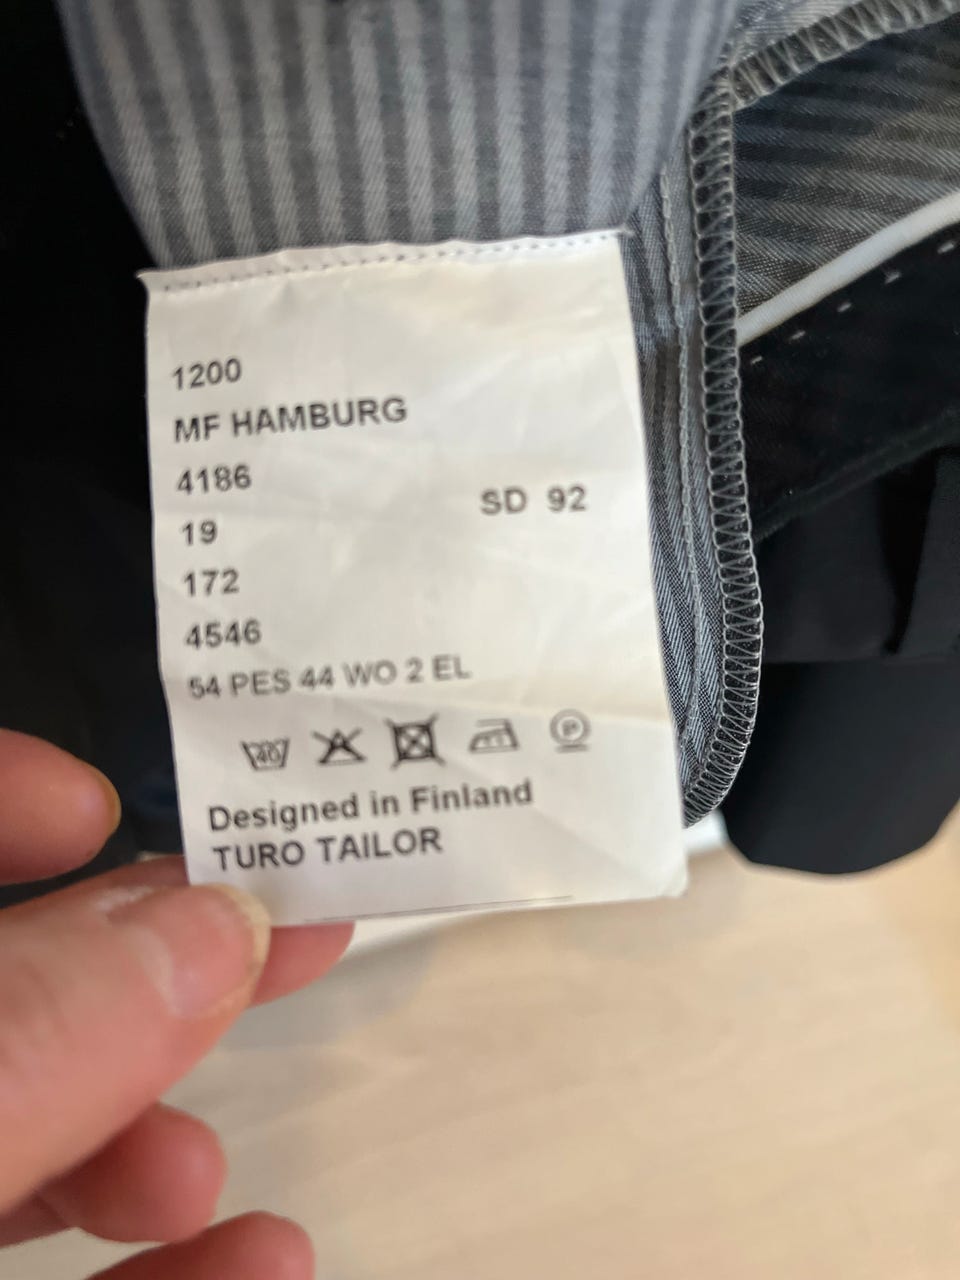 1200
MF HAMBURG
4186
SD 92
19
172
4546
54 PES 44 WO 2 EL
40 P
Designed in Finland
TURO TAILOR